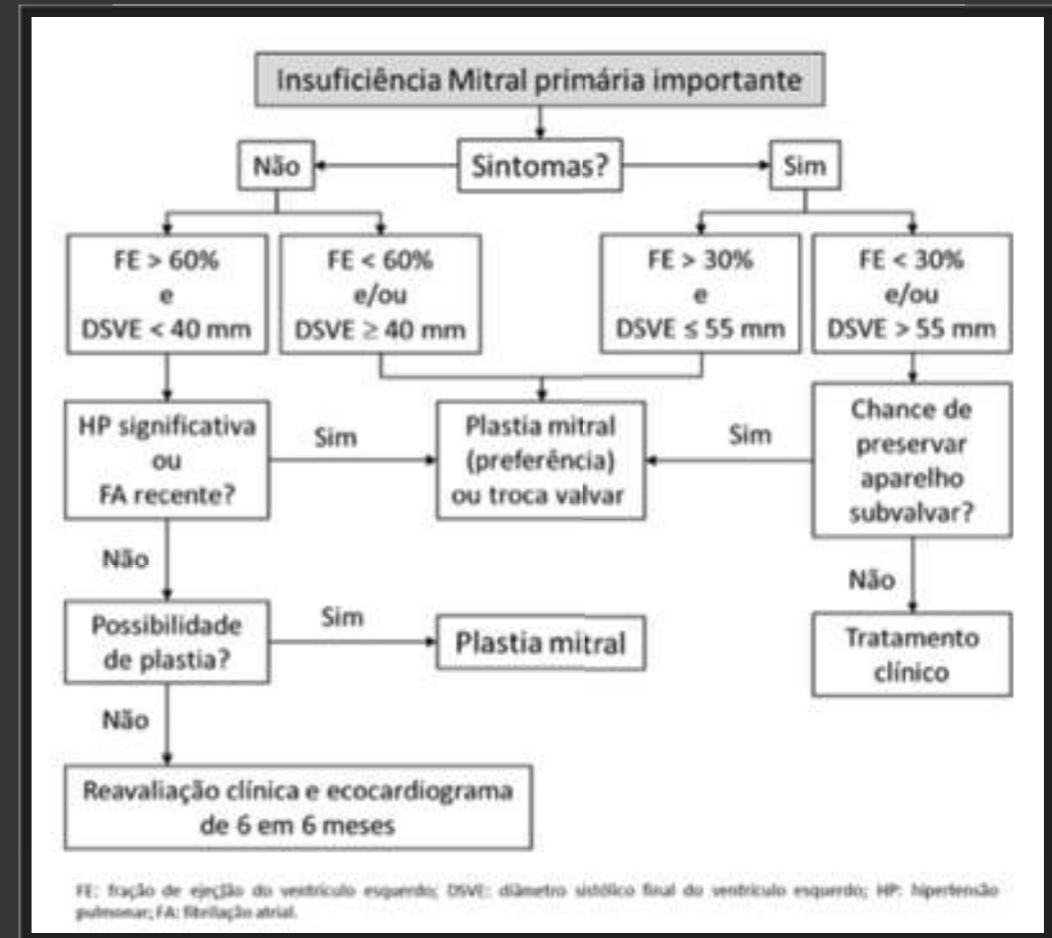 Insuficiência Mitral primária importante
Não
Sintomas?
Sim
FE > 60%
e
DSVE < 40 mm
FE < 60%
e/ou
DSVE ≥ 40 mm
FE > 30%
e
DSVE ≤ 55 mm
FE < 30%
e/ou
DSVE > 55 mm
HP significativa
ou
FA recente?
Sim
Plastia mitral
(preferência)
ou troca valvar
Sim
Chance de
preservar
aparelho
subvalvar?
Não
Não
Possibilidade
de plastia?
Sim
Plastia mitral
Tratamento
clínico
Não
Reavaliação clínica e ecocardiograma
de 6 em 6 meses
FE: fração de ejeção do ventrículo esquerdo; DSVE: diâmetro sistólico final do ventrículo esquerdo; HP: hipertensão
pulmonar; FA: fibrilação atrial.